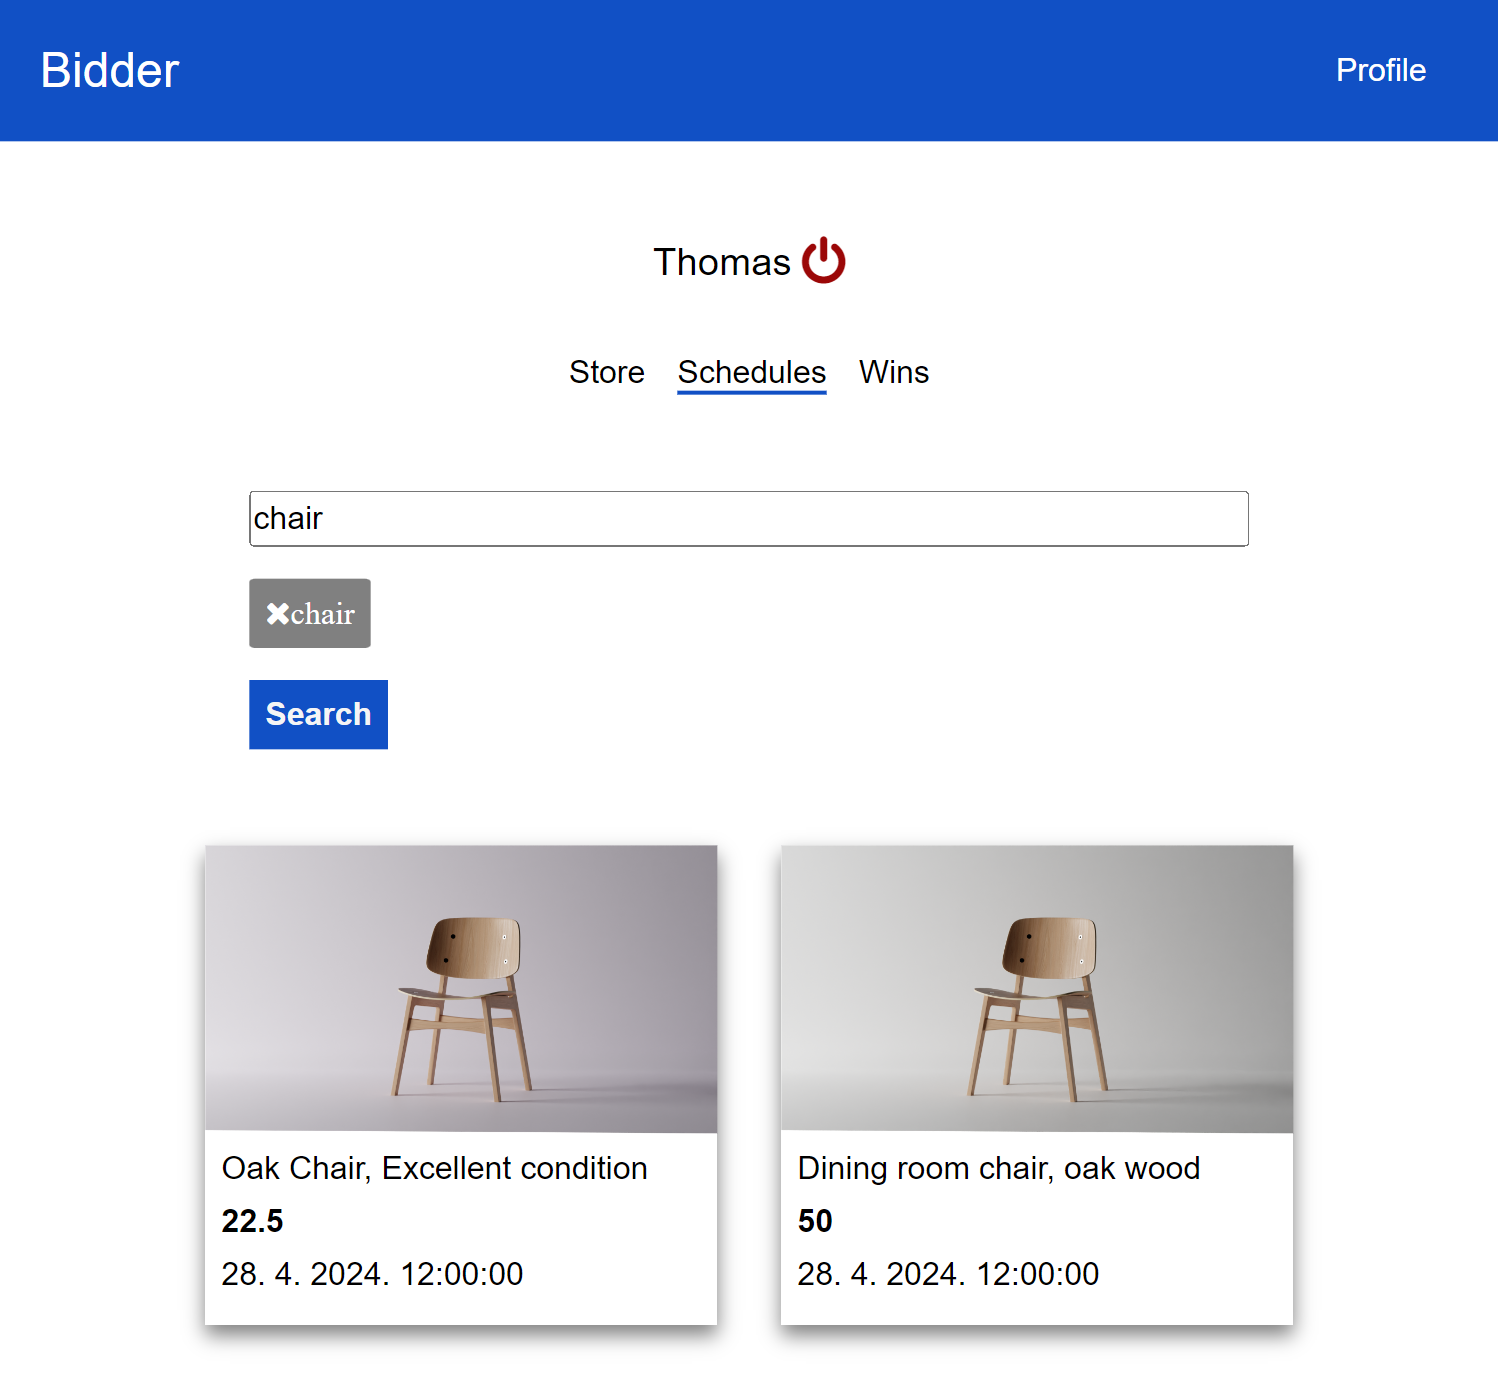 Bidder
Profile
Thomas
Store Schedules Wins
chair
chair
Search
Oak Chair, Excellent condition
22.5
28. 4. 2024. 12:00:00
Dining room chair, oak wood
50
28. 4. 2024. 12:00:00